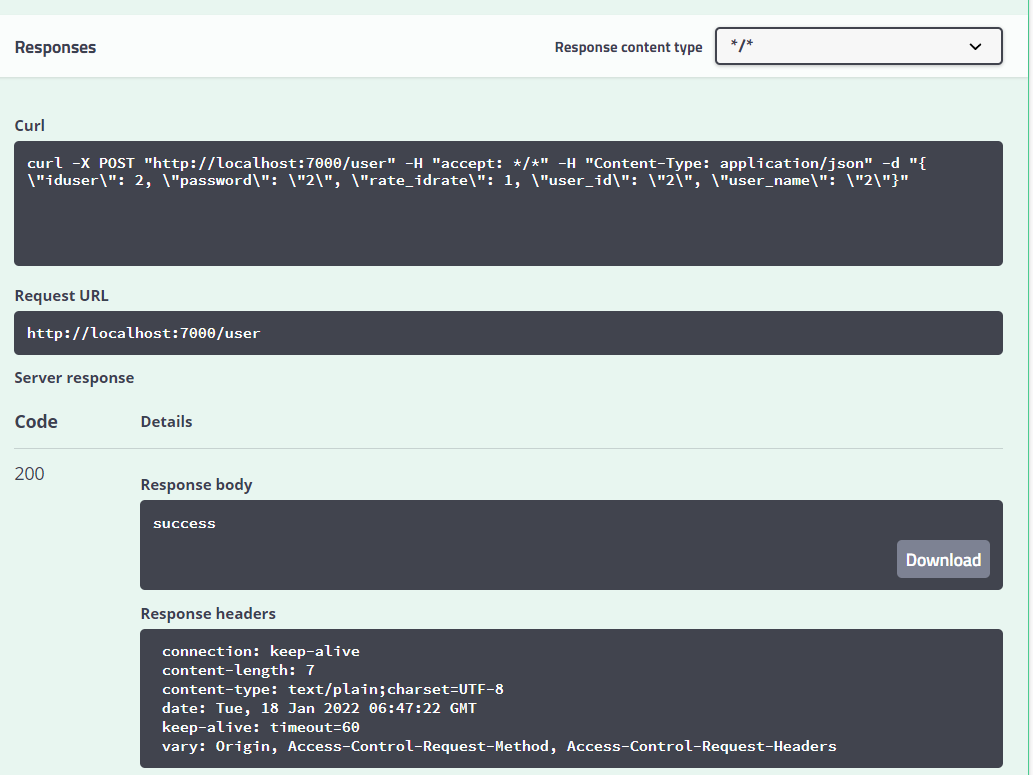 Responses
Response content type */*
Curl
curl -X POST "http://localhost:7000/user" -H "accept: */*" -H "Content-Type: application/json" -d "{
\"iduser\": 2, \"password\": \"2\", \"rate_idrate\": 1, \"user_id\": \"2\", \"user_name\": \"2\"}"
Request URL
http://localhost:7000/user
Server response
Code Details
200
Response body
success
Download
Response headers
connection: keep-alive
content-length: 7
content-type: text/plain;charset=UTF-8
date: Tue, 18 Jan 2022 06:47:22 GMT
keep-alive: timeout=60
vary: Origin, Access-Control-Request-Method, Access-Control-Request-Headers